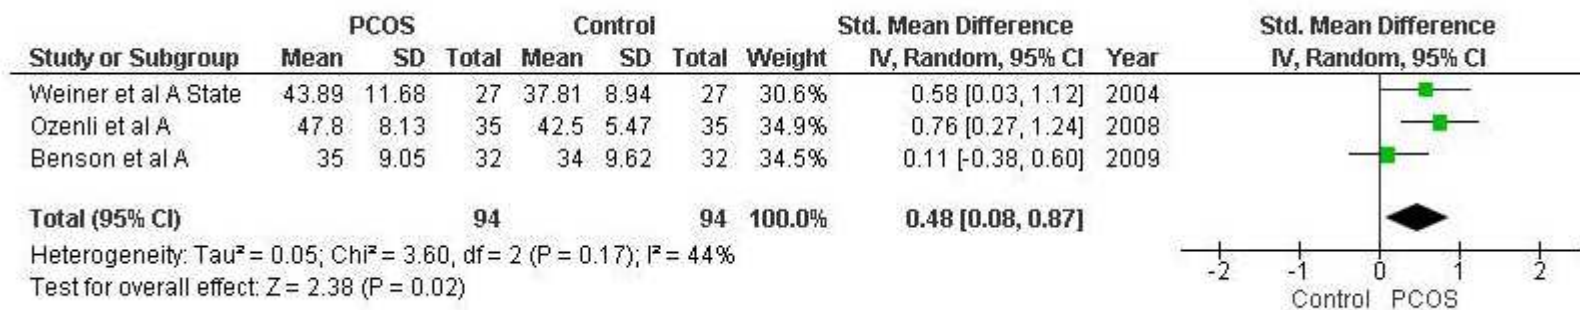 PCOS Control Std. Mean Difference Std. Mean Difference
Study or Subgroup Mean SD Total Mean SD Total Weight IV, Random, 95% CI Year IV, Random, 95% CI
Weiner et al A State 43.89 11.68 27 37.81 8.94 27 30.6% 0.58 [0.03, 1.12] 2004
Ozenli et al A 47.8 8.13 35 42.5 5.47 35 34.9% 0.76 [0.27, 1.24] 2008
Benson et al A 35 9.05 32 34 9.62 32 34.5% 0.11 [-0.38, 0.60] 2009
Total (95% CI) 94 94 100.0% 0.48 [0.08, 0.87]
Heterogeneity: Tau² = 0.05; Chi² = 3.60, df = 2 (P = 0.17); I² = 44%
Test for overall effect: Z = 2.38 (P = 0.02)
-2 -1 0 1 2
Control PCOS